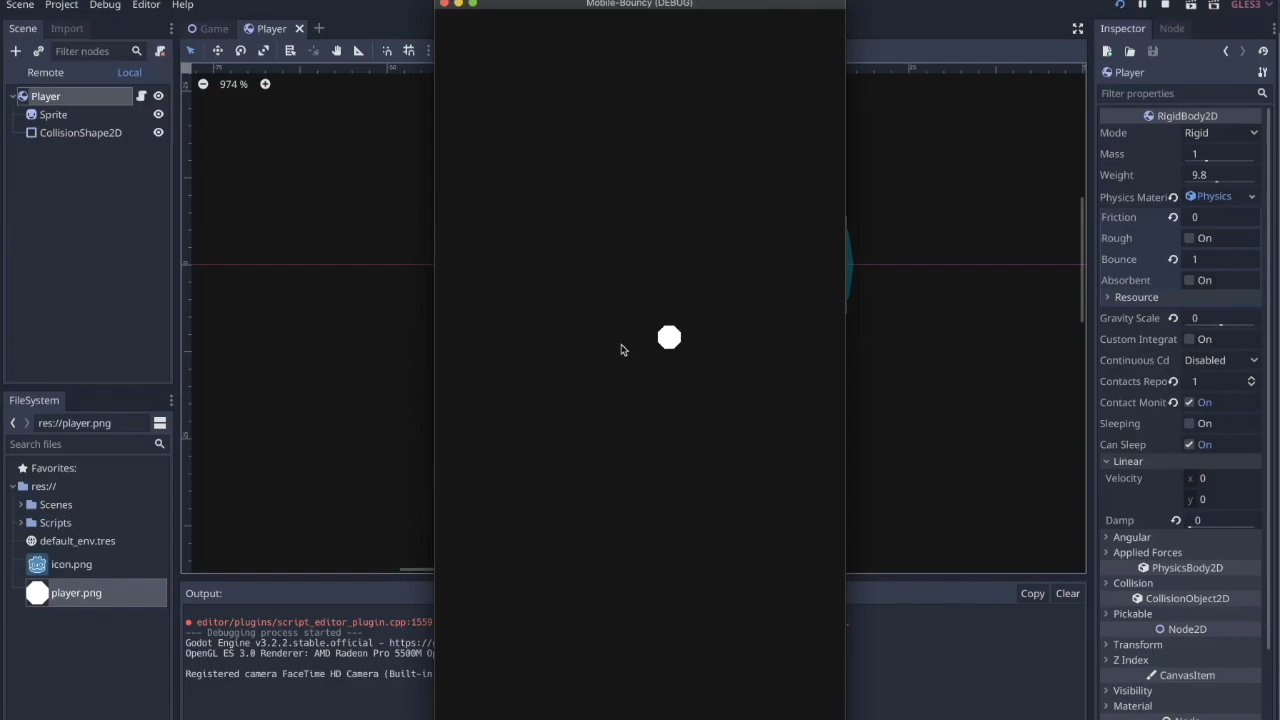 Scene Project Debug Editor Help
Mobile-Bouncy (DEBUG)
GLES3
Scene Import
Game Player
Inspector Node
Filter nodes
Remote Local
Player
Sprite
CollisionShape2D
-75
-50
25
974 %
Player
Filter properties
RigidBody2D
Mode Rigid
Mass 1
Weight 9.8
Physics Materi Physics
Friction 0
Rough On
Bounce 1
Absorbent On
Resource
Gravity Scale 0
Custom Integrat On
Continuous Cd Disabled
Contacts Repo 1
Contact Monit On
Sleeping On
Can Sleep On
Linear
Velocity x 0
y 0
Damp 0
Angular
Applied Forces
PhysicsBody2D
Collision
CollisionObject2D
Pickable
Node2D
Transform
Z Index
CanvasItem
Visibility
Material
FileSystem
res://player.png
Search files
Favorites:
res://
Scenes
Scripts
default_env.tres
icon.png
player.png
Output:
Copy Clear
editor/plugins/script_editor_plugin.cpp:1559
--- Debugging process started ---
Godot Engine v3.2.2.stable.official - https://
OpenGL ES 3.0 Renderer: AMD Radeon Pro 5500M
Registered camera FaceTime HD Camera (Built-in